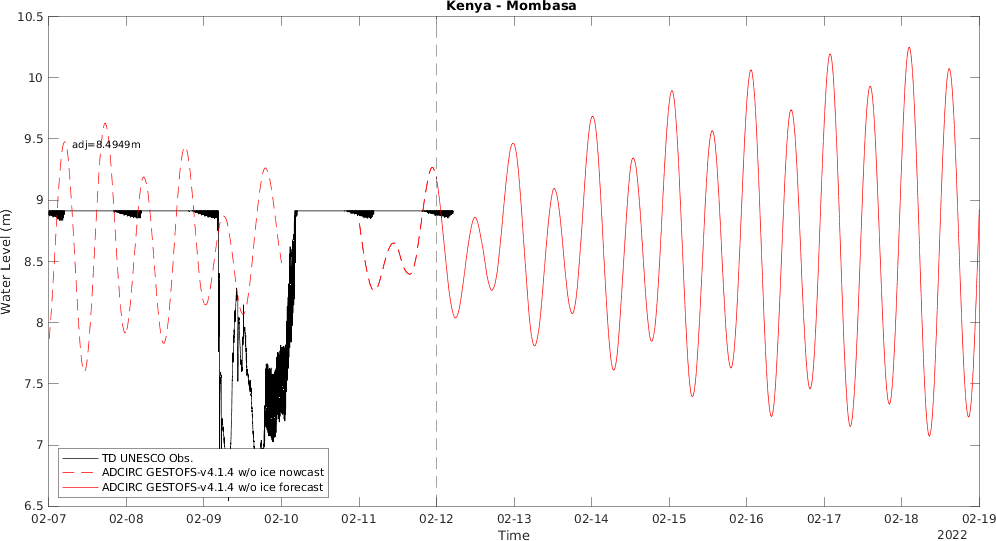 Kenya - Mombasa
10.5
10
9.5
9
8.5
8
7.5
7
6.5
Water Level (m)
adj=8.4949m
TD UNESCO Obs.
ADCIRC GESTOFS-v4.1.4 w/o ice nowcast
ADCIRC GESTOFS-v4.1.4 w/o ice forecast
02-07 02-08 02-09 02-10 02-11 02-12 02-13 02-14 02-15 02-16 02-17 02-18 02-19
Time
2022